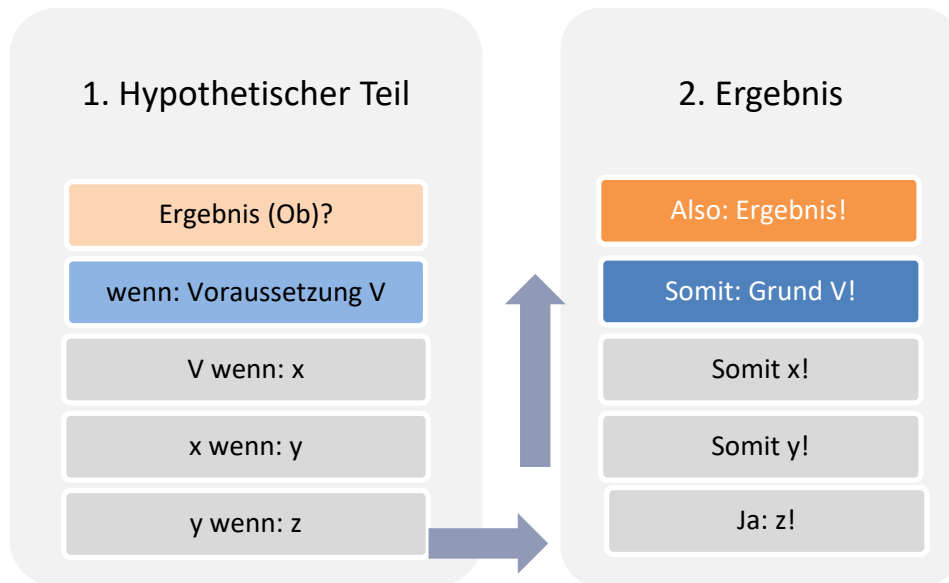 1. Hypothetischer Teil
Ergebnis (Ob)?
wenn: Voraussetzung V
V wenn: x
x wenn: y
y wenn: z
2. Ergebnis
Also: Ergebnis!
Somit: Grund V!
Somit x!
Somit y!
Ja: z!